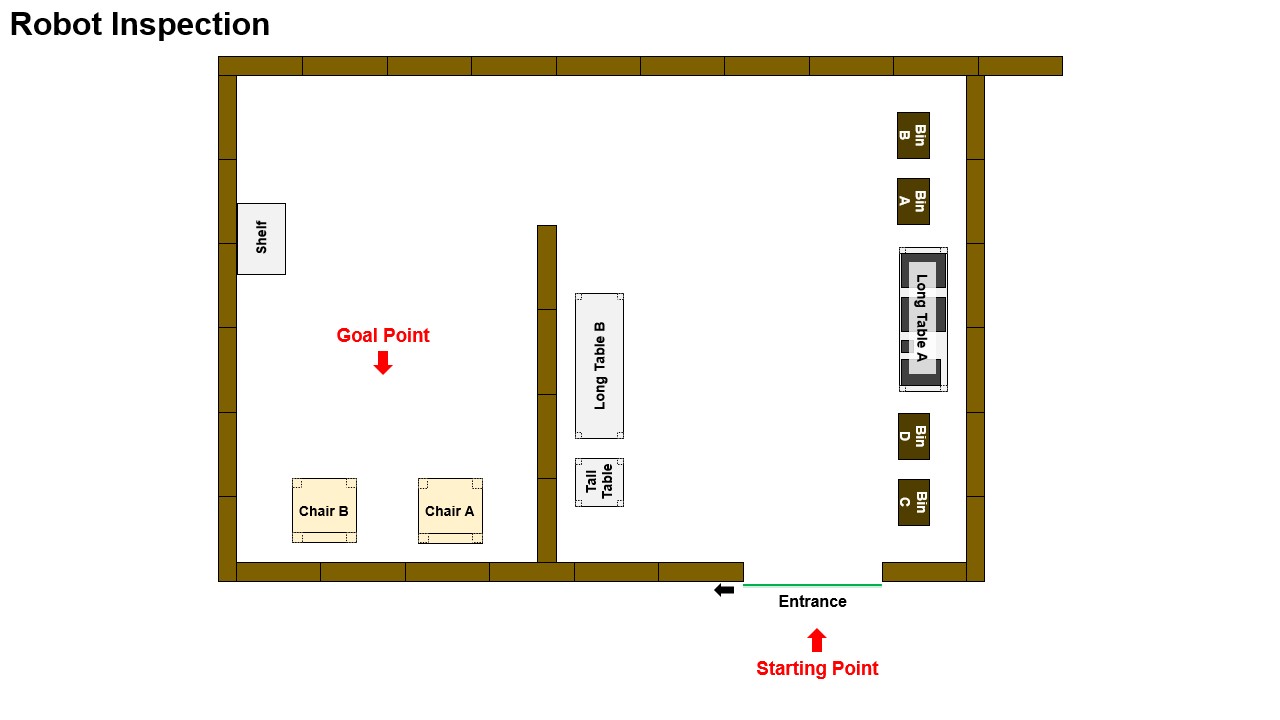 Robot Inspection
Bin
B
Bin
A
Shelf
Long Table A
Goal Point
Long Table B
Bin
D
Tall
Table
Bin
C
Chair B
Chair A
Entrance
Starting Point